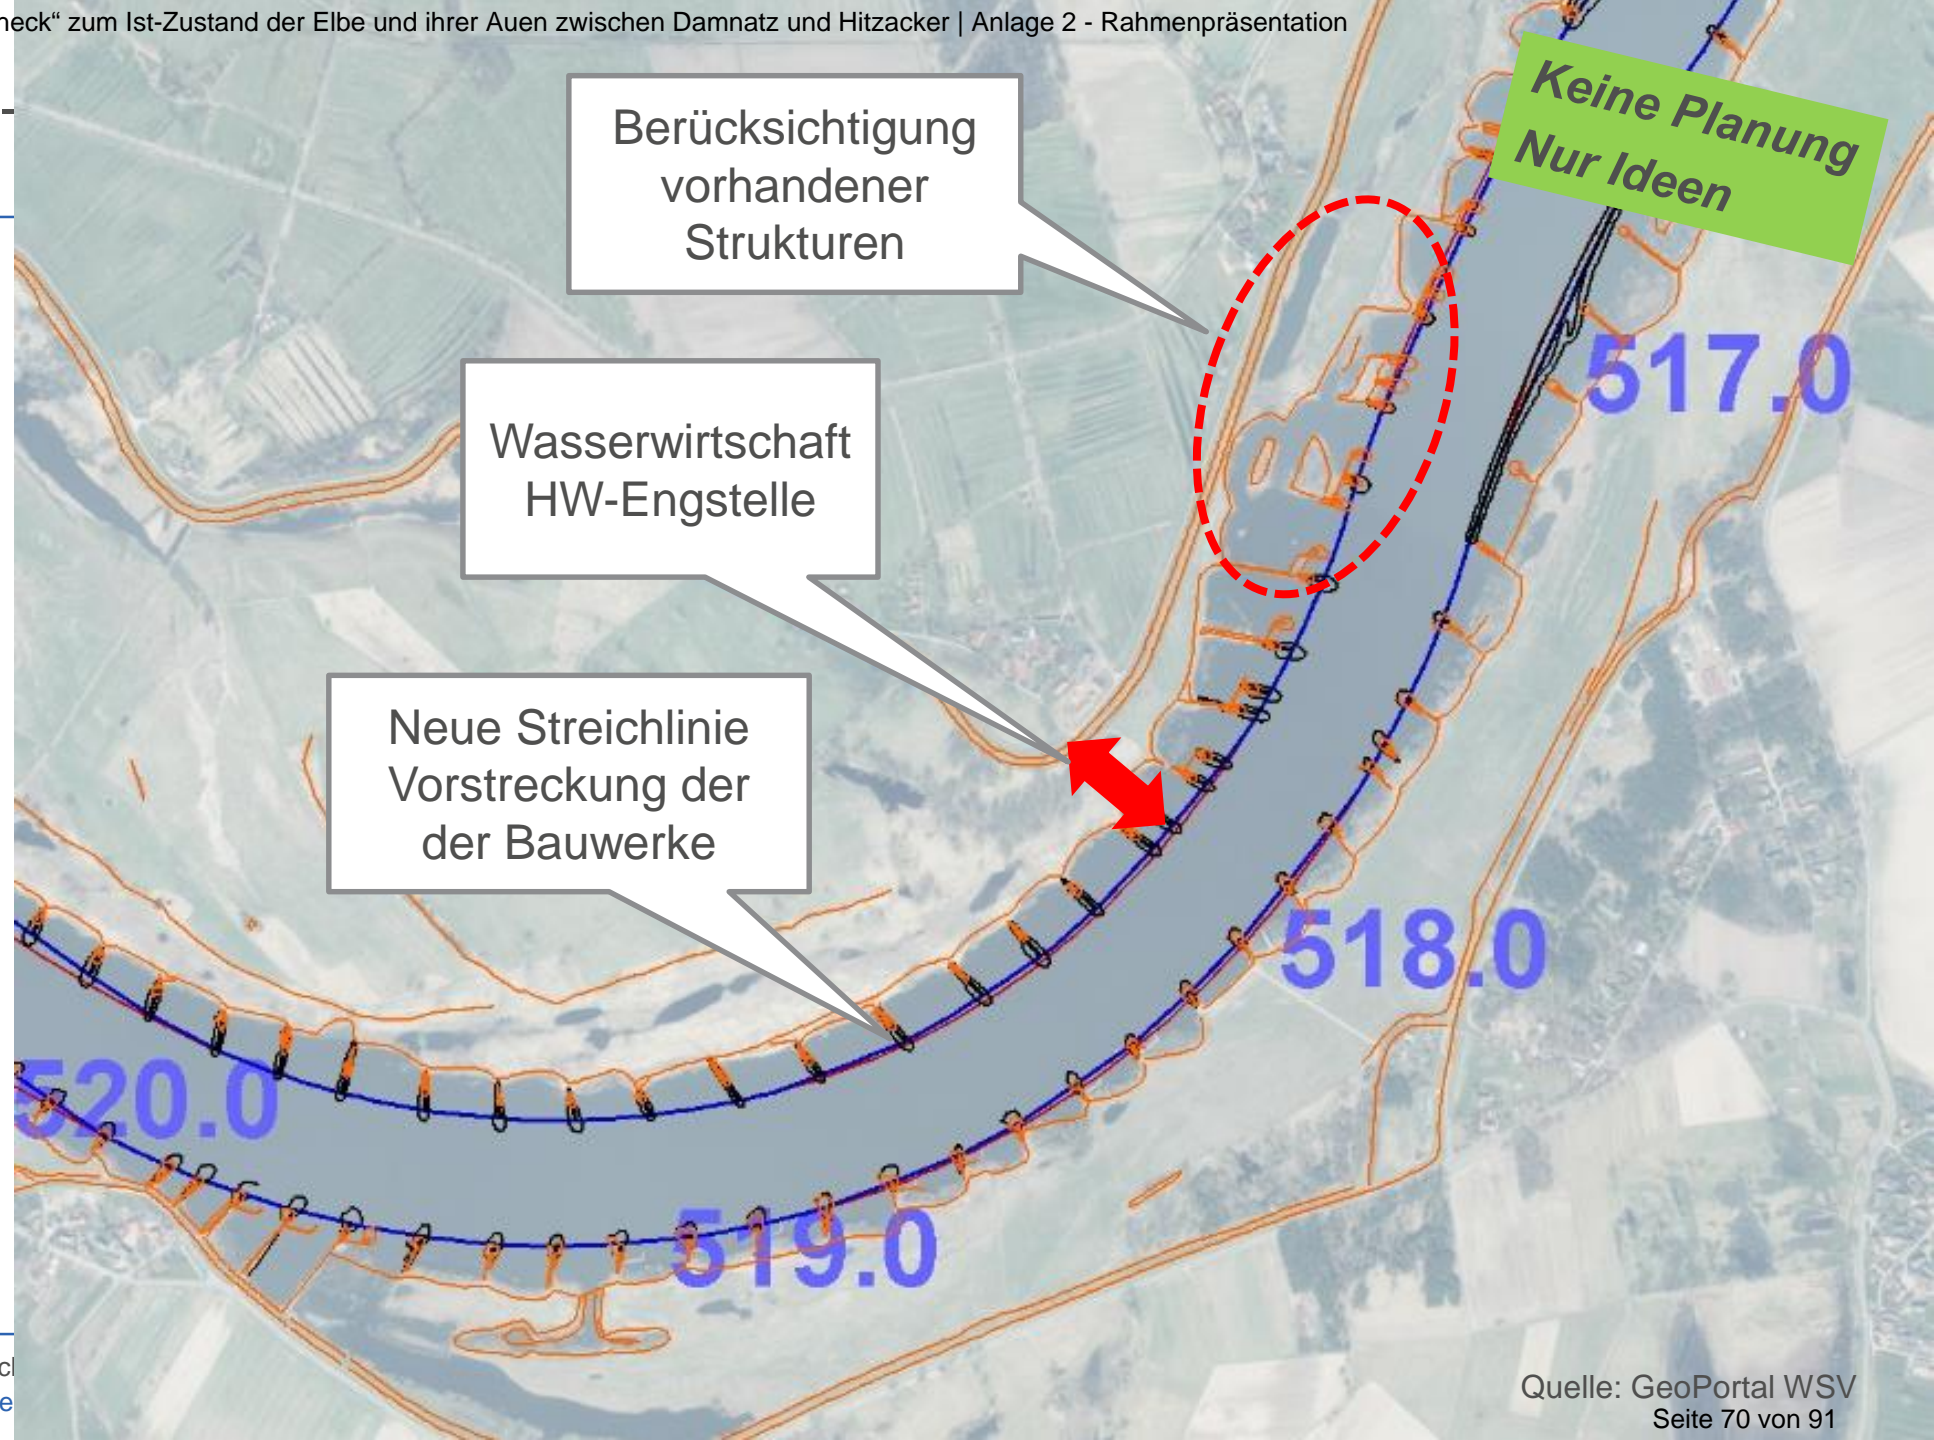 zum Ist-Zustand der Elbe und ihrer Auen zwischen Damnatz und Hitzacker | Anlage 2 - Rahmenpräsentation
Keine Planung
Nur Ideen
Berücksichtigung
vorhandener
Strukturen
517.0
Wasserwirtschaft
HW-Engstelle
Neue Streichlinie
Vorstreckung der
der Bauwerke
518.0
520.0
519.0
Quelle: GeoPortal WSV
Seite 70 von 91